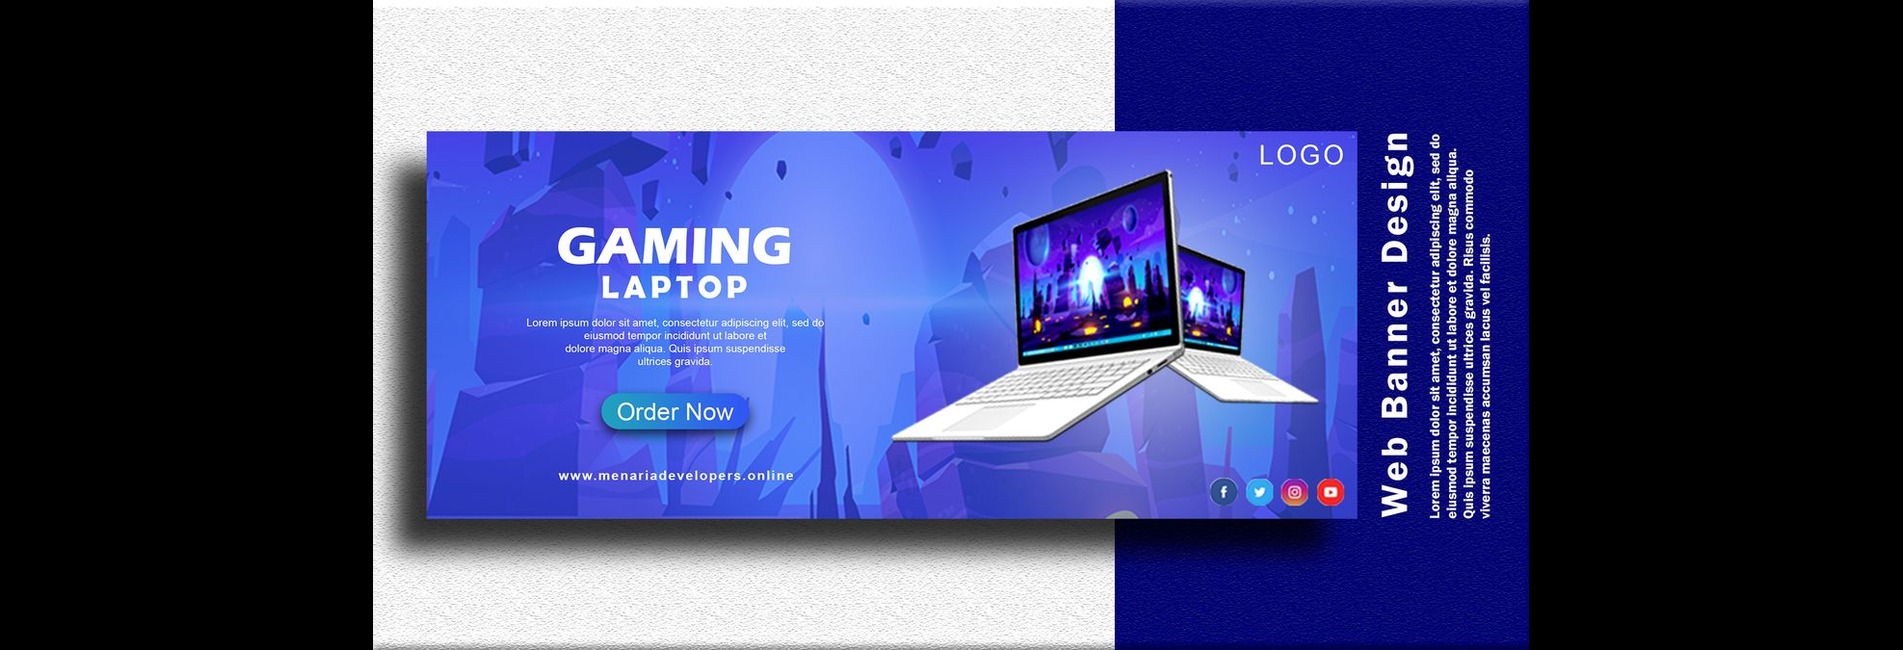 LOGO
GAMING
LAPTOP
Lorem ipsum dolor sit amet, consectetur adipiscing elit, sed do
eiusmod tempor incididunt ut labore et
dolore magna aliqua. Quis ipsum suspendisse
ultrices gravida.
Order Now
www.menariadevelopers.online
Web Banner Design
Lorem ipsum dolor sit amet, consectetur adipiscing elit, sed do
eiusmod tempor incididunt ut labore et dolore magna aliqua.
Quis ipsum suspendisse ultrices gravida. Risus commodo
viverra maecenas accumsan lacus vel facilisis.